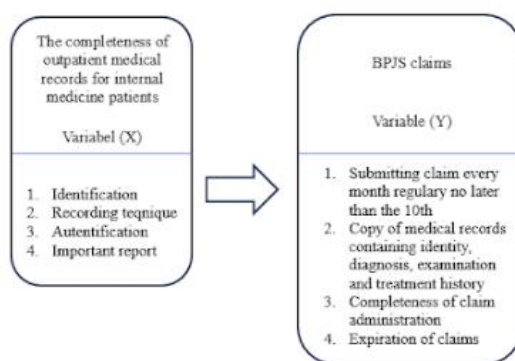 The completeness of
outpatient medical
records for internal
medicine patients
Variabel (X)
1. Identification
2. Recording teqnique
3. Autentification
4. Important report
BPJS claims
Variable (Y)
1. Submitting claim every
month regulary no later
than the 10th
2. Copy of medical records
containing identity,
diagnosis, examination
and treatment history
3. Completeness of claim
administration
4. Expiration of claims